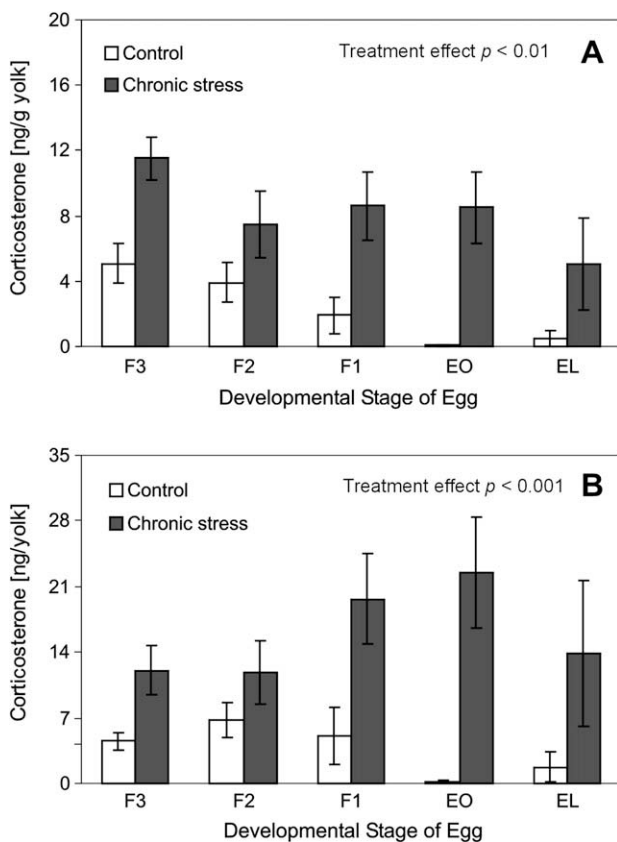 20
16
12
8
4
0
Corticosterone [ng/g yolk]
Control
Chronic stress
Treatment effect p < 0.01
A
F3 F2 F1 EO EL
Developmental Stage of Egg
35
28
21
14
7
0
Corticosterone [ng/yolk]
Control
Chronic stress
Treatment effect p < 0.001
B
F3 F2 F1 EO EL
Developmental Stage of Egg